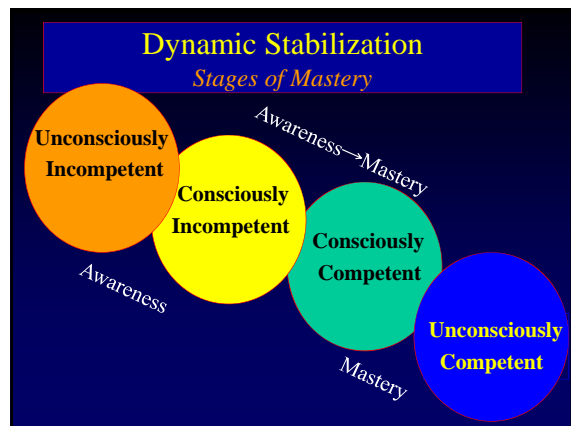 Dynamic Stabilization
Stages of Mastery
Unconsciously
Incompetent
Awareness→Mastery
Consciously
Incompetent
Awareness
Consciously
Competent
Mastery
Unconsciously
Competent